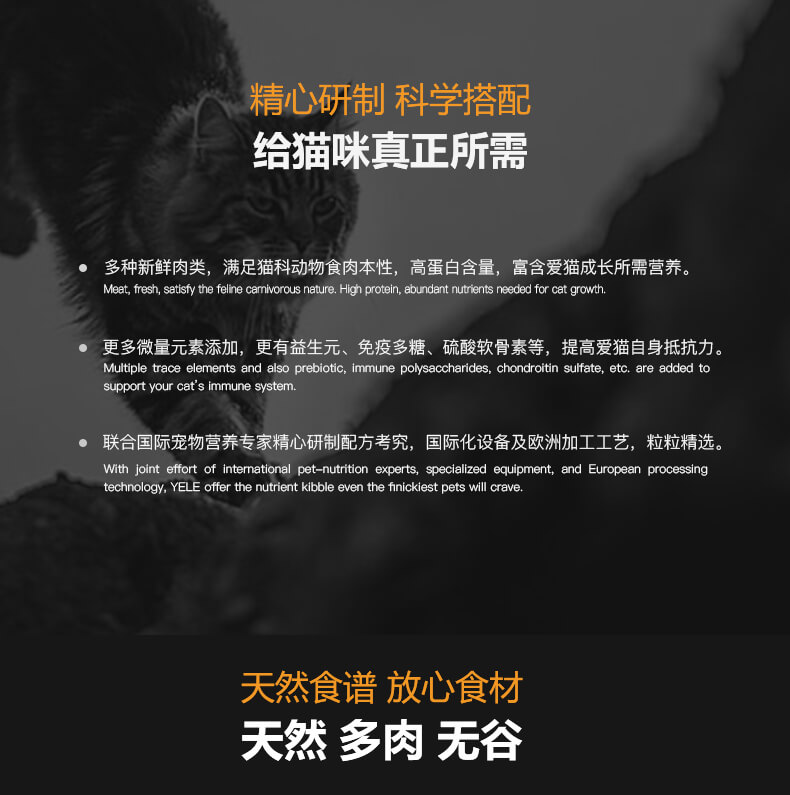 精心研制 科学搭配
给猫咪真正所需
多种新鲜肉类，满足猫科动物食肉本性，高蛋白含量，富含爱猫成长所需营养。
Meat, fresh, satisfy the feline carnivorous nature. High protein, abundant nutrients needed for cat growth.
更多微量元素添加，更有益生元、免疫多糖、硫酸软骨素等，提高爱猫自身抵抗力。
Multiple trace elements and also prebiotic, immune polysaccharides, chondroitin sulfate, etc. are added to
support your cat's immune system.
联合国际宠物营养专家精心研制配方考究，国际化设备及欧洲加工工艺，粒粒精选。
With joint effort of international pet-nutrition experts, specialized equipment, and European processing
technology, YELE offer the nutrient kibble even the finickiest pets will crave.
天然食谱 放心食材
天然 多肉 无谷